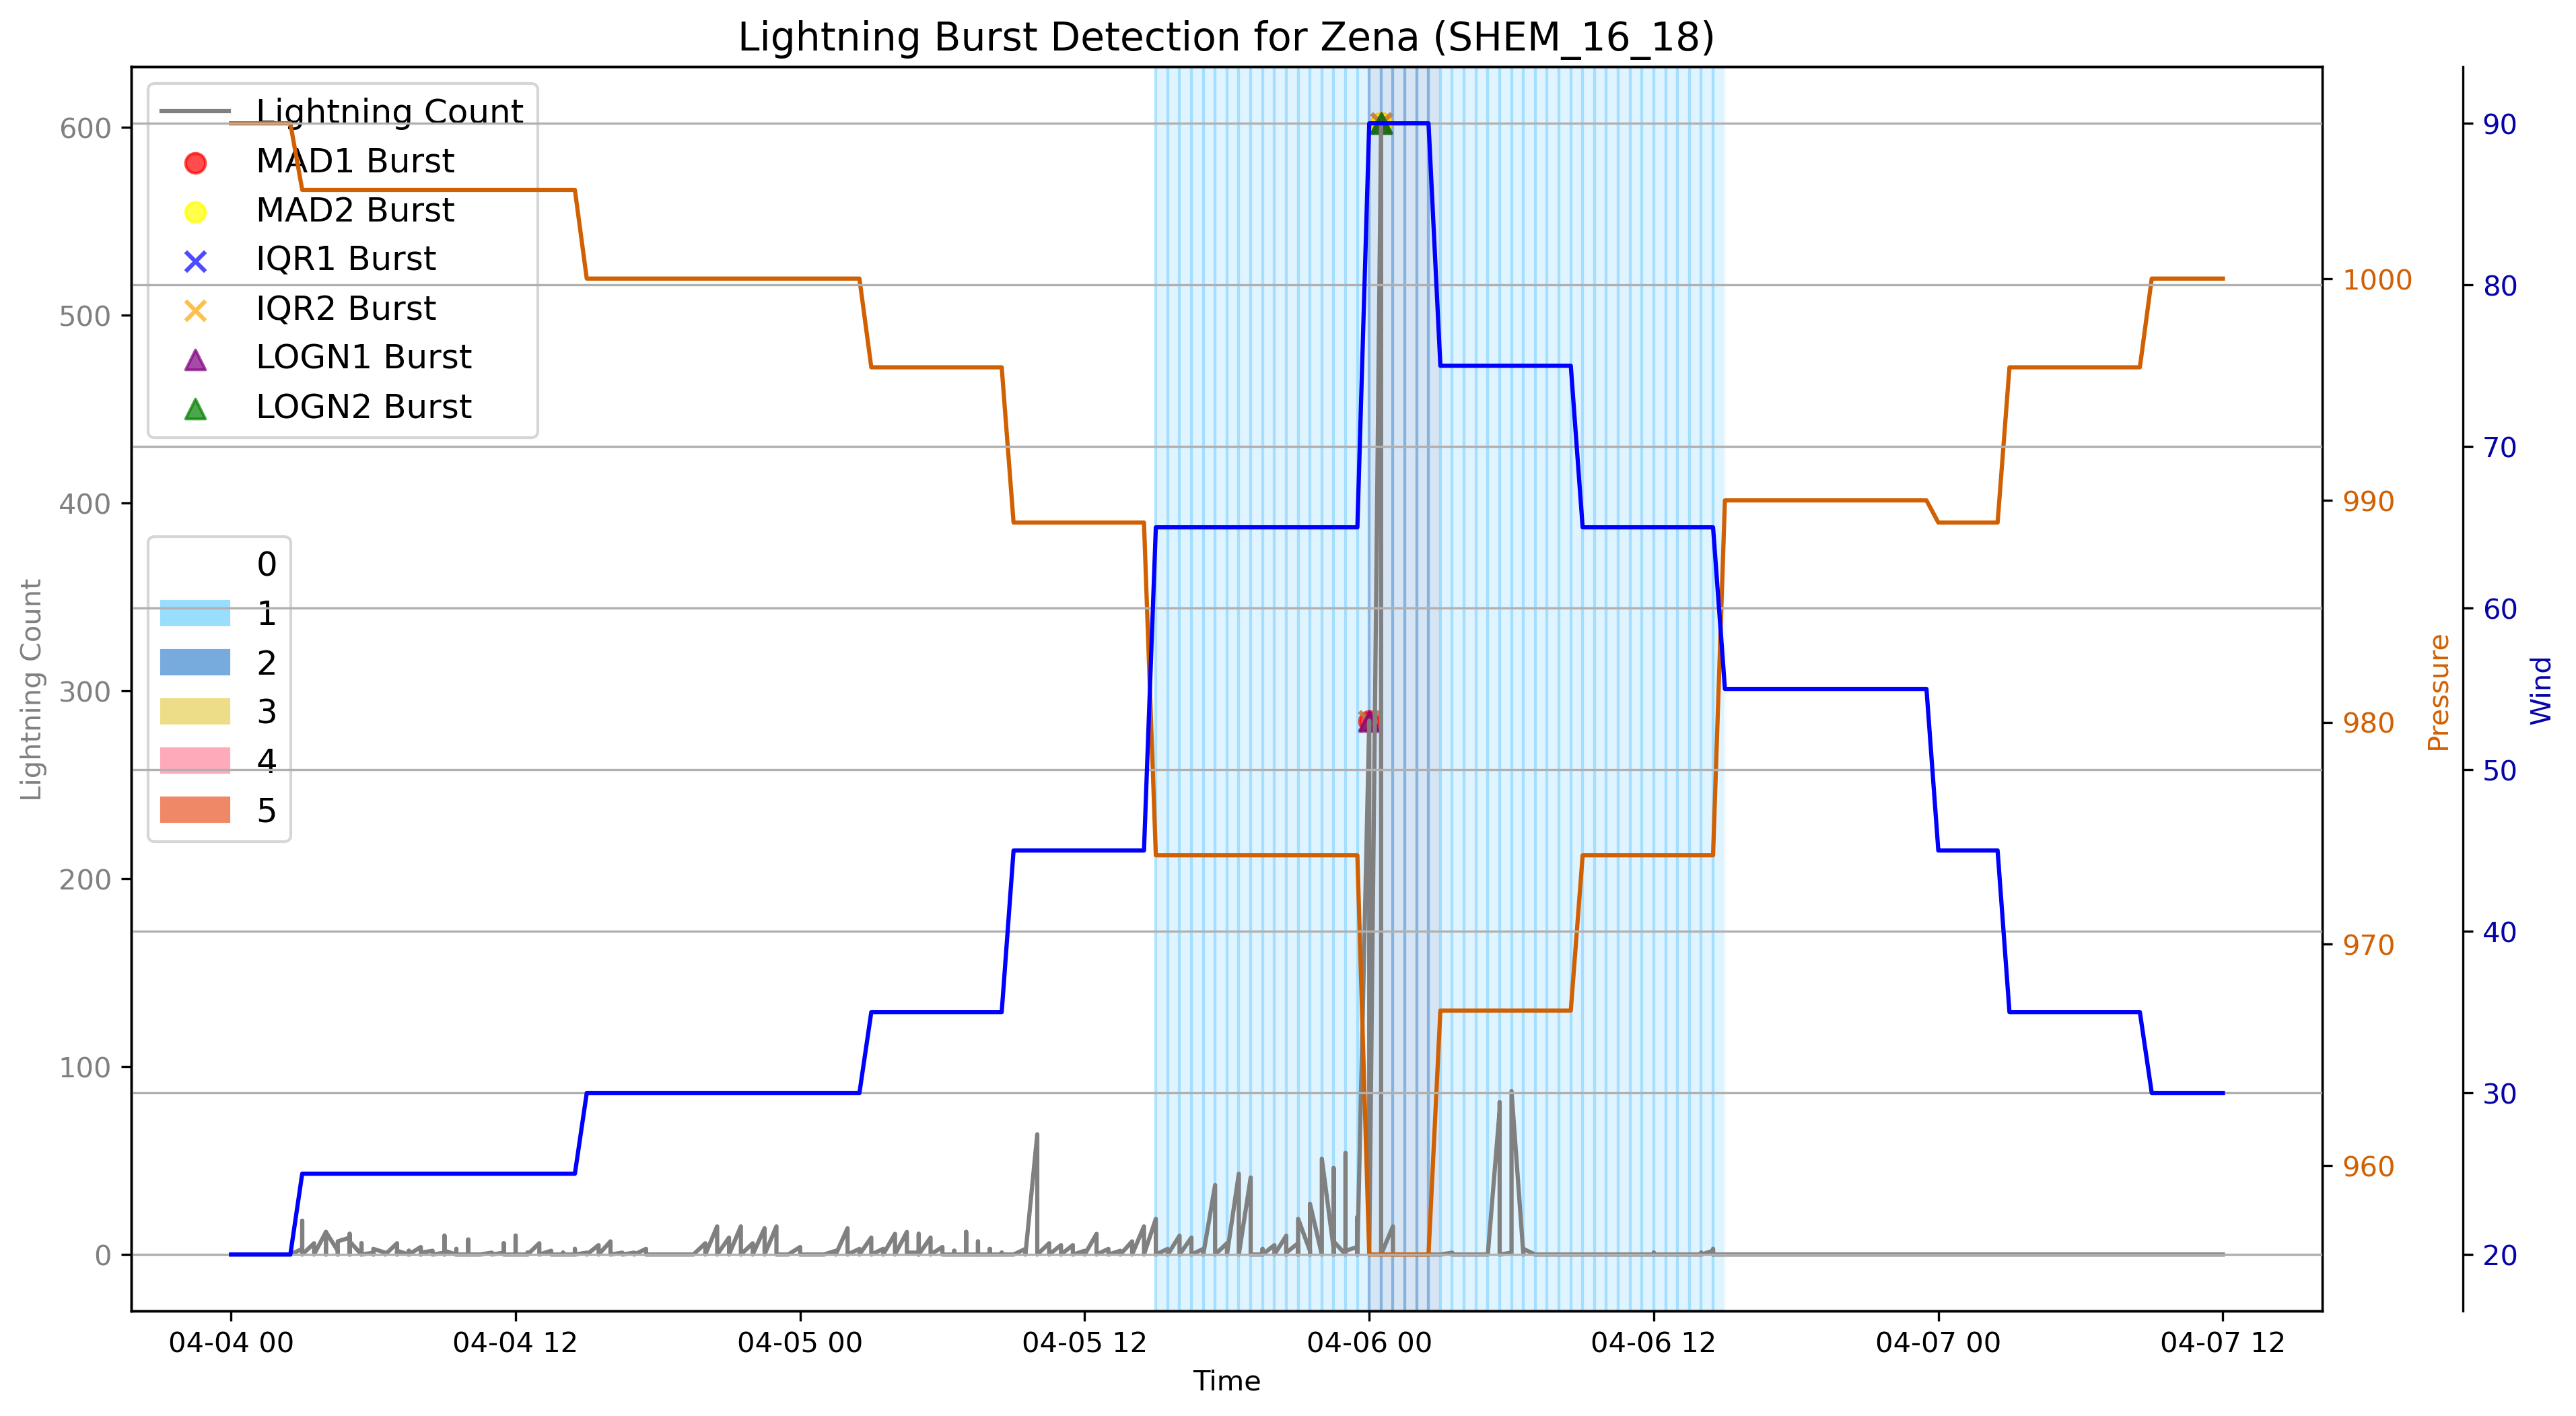 Lightning Burst Detection for Zena (SHEM_16_18)
Lightning Count
MAD1 Burst
MAD2 Burst
IQR1 Burst
IQR2 Burst
LOGN1 Burst
LOGN2 Burst
0
1
2
3
4
5
Lightning Count
600
500
400
300
200
100
0
1000
990
980
970
960
Pressure
90
80
70
60
50
40
30
20
Wind
04-04 00
04-04 12
04-05 00
04-05 12
04-06 00
04-06 12
04-07 00
04-07 12
Time